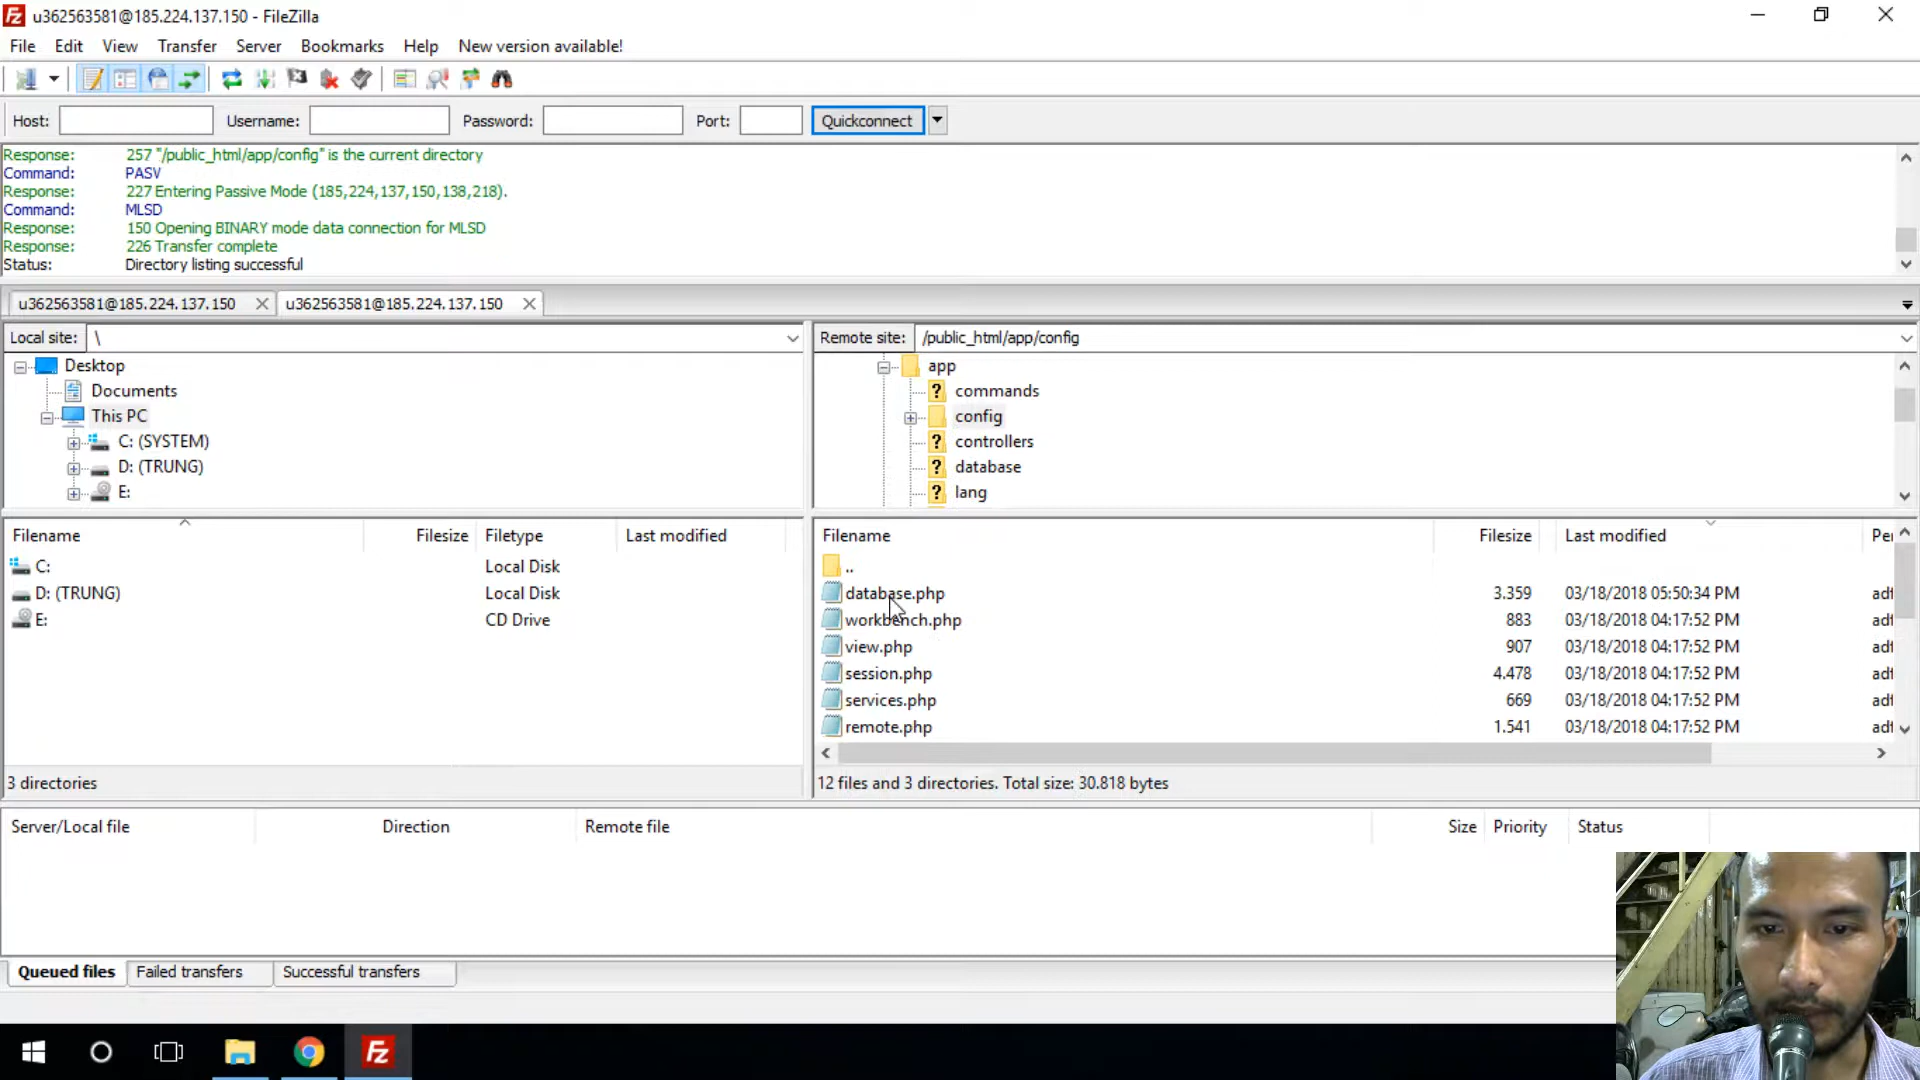 u362563581@185.224.137.150 - FileZilla
File Edit View Transfer Server Bookmarks Help New version available!
Host: Username: Password: Port: Quickconnect
Response: 257 "/public_html/app/config" is the current directory
Command: PASV
Response: 227 Entering Passive Mode (185,224,137,150,138,218).
Command: MLSD
Response: 150 Opening BINARY mode data connection for MLSD
Response: 226 Transfer complete
Status: Directory listing successful
u362563581@185.224.137.150 u362563581@185.224.137.150
Local site: \
Desktop
Documents
This PC
C: (SYSTEM)
D: (TRUNG)
E:
Remote site: /public_html/app/config
app
? commands
config
? controllers
? database
? lang
Filename Filesize Filetype Last modified
C: Local Disk
D: (TRUNG) Local Disk
E: CD Drive
3 directories
Filename Filesize Last modified Per
..
database.php 3.359 03/18/2018 05:50:34 PM adf
workbench.php 883 03/18/2018 04:17:52 PM adf
view.php 907 03/18/2018 04:17:52 PM adf
session.php 4.478 03/18/2018 04:17:52 PM adf
services.php 669 03/18/2018 04:17:52 PM adf
remote.php 1.541 03/18/2018 04:17:52 PM adf
12 files and 3 directories. Total size: 30.818 bytes
Server/Local file Direction Remote file Size Priority Status
Queued files Failed transfers Successful transfers